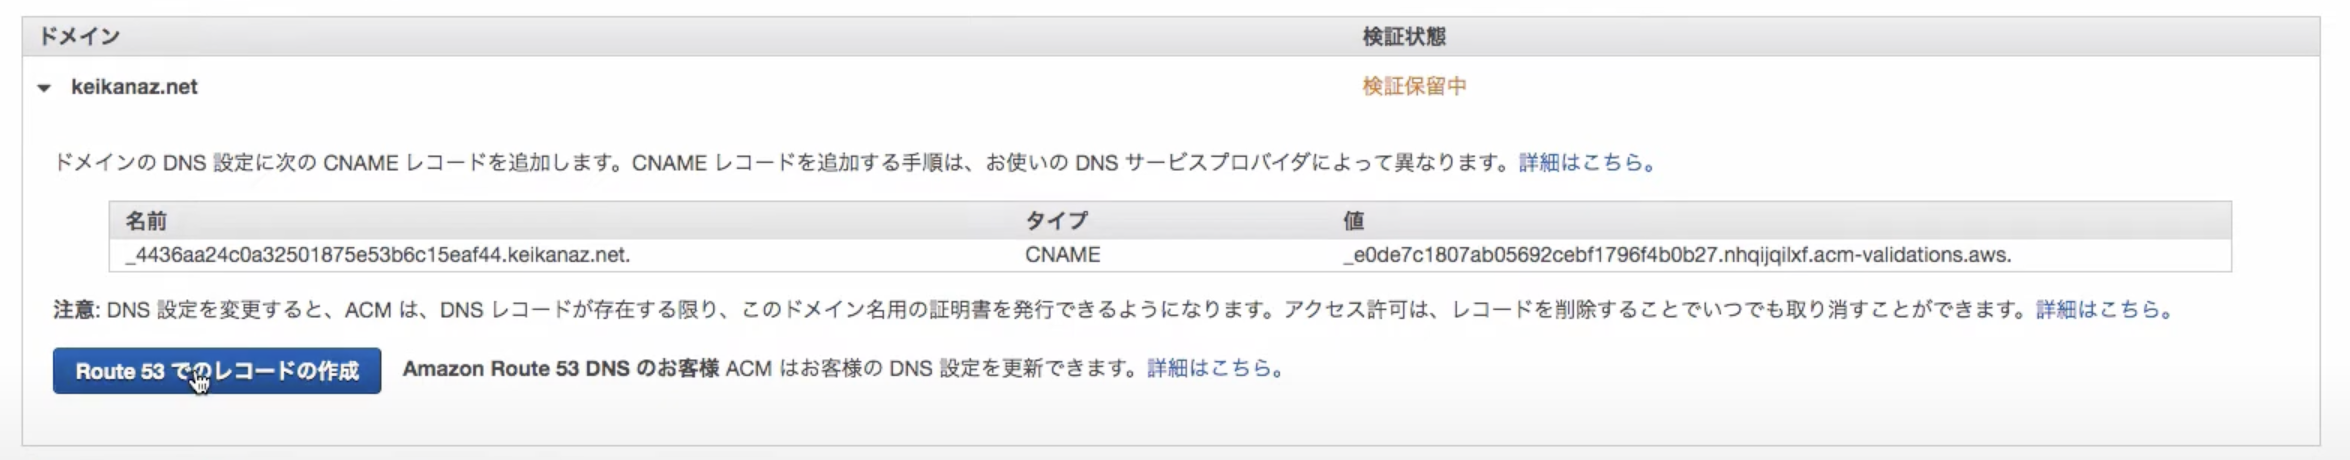 ドメイン 検証状態
keikanaz.net 検証保留中
ドメインの DNS 設定に次の CNAME レコードを追加します。CNAME レコードを追加する手順は、お使いの DNS サービスプロバイダによって異なります。詳細はこちら。
名前 タイプ 値
_4436aa24c0a32501875e53b6c15eaf44.keikanaz.net. CNAME _e0de7c1807ab05692cebf1796f4b0b27.nhqijqilxf.acm-validations.aws.
注意: DNS 設定を変更すると、ACM は、DNS レコードが存在する限り、このドメイン名用の証明書を発行できるようになります。アクセス許可は、レコードを削除することでいつでも取り消すことができます。詳細はこちら。
Route 53 でのレコードの作成 Amazon Route 53 DNS のお客様 ACM はお客様の DNS 設定を更新できます。詳細はこちら。